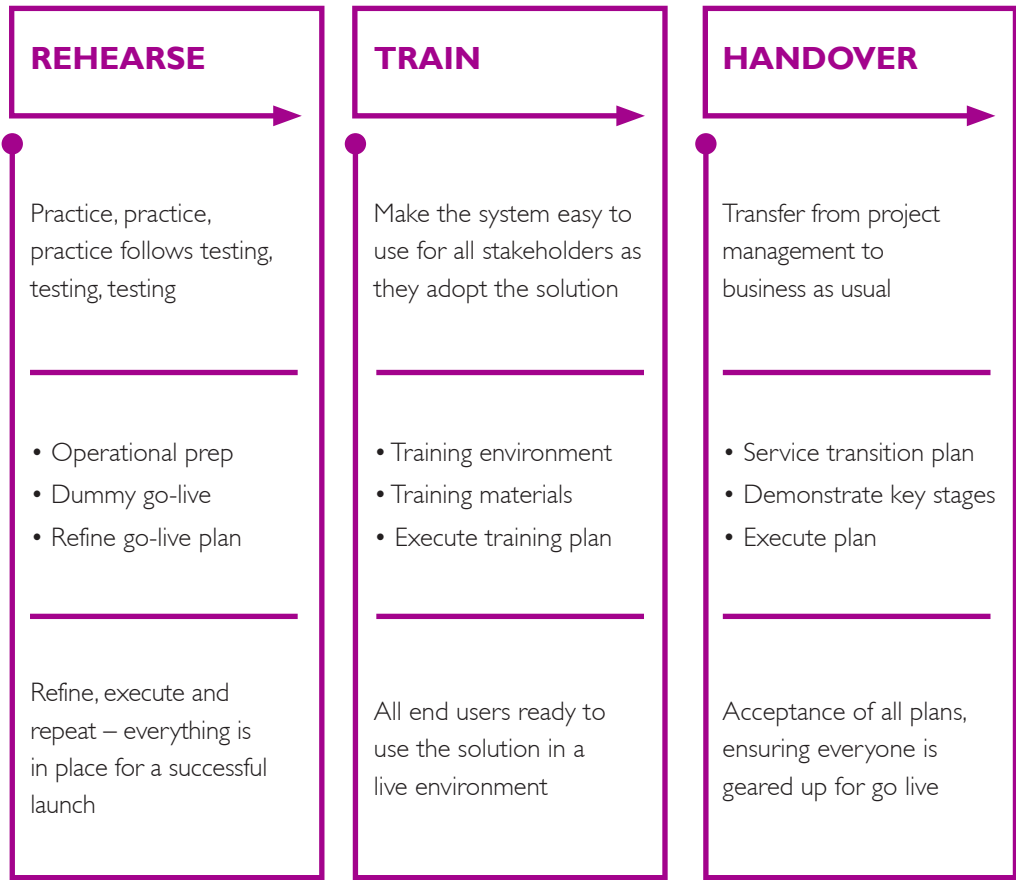 REHEARSE
Practice, practice,
practice follows testing,
testing, testing
• Operational prep
• Dummy go-live
• Refine go-live plan
Refine, execute and
repeat – everything is
in place for a successful
launch
TRAIN
Make the system easy to
use for all stakeholders as
they adopt the solution
• Training environment
• Training materials
• Execute training plan
All end users ready to
use the solution in a
live environment
HANDOVER
Transfer from project
management to
business as usual
• Service transition plan
• Demonstrate key stages
• Execute plan
Acceptance of all plans,
ensuring everyone is
geared up for go live